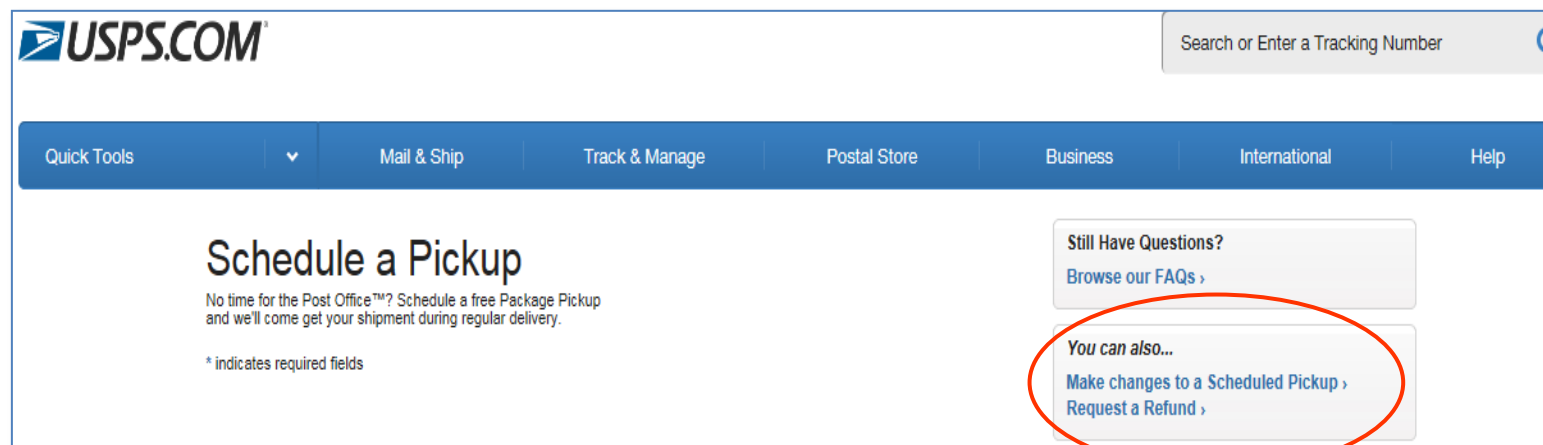 USPS.COM®
Search or Enter a Tracking Number
Quick Tools
Mail & Ship
Track & Manage
Postal Store
Business
International
Help
Schedule a Pickup
No time for the Post Office™? Schedule a free Package Pickup
and we'll come get your shipment during regular delivery.
* indicates required fields
Still Have Questions?
Browse our FAQs ›
You can also...
Make changes to a Scheduled Pickup ›
Request a Refund ›